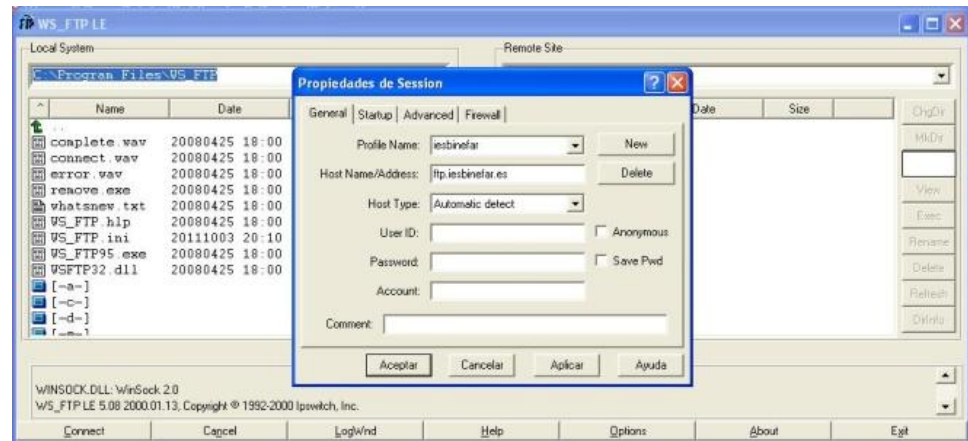 WS_FTP LE
Local System
Remote Site
C:\Program Files\WS_FTP
Name Date Date Size
..
complete.wav 20080425 18:00
connect.wav 20080425 18:00
error.wav 20080425 18:00
remove.exe 20080425 18:00
whatsnew.txt 20080425 18:00
WS_FTP.hlp 20080425 18:00
WS_FTP.ini 20111003 20:10
WS_FTP95.exe 20080425 18:00
WSFTP32.dll 20080425 18:00
[-a-]
[-c-]
[-d-]
ChgDir
MkDir
View
Exec
Rename
Delete
Refresh
DirInfo
Propiedades de Session
General Startup Advanced Firewall
Profile Name: iesbinefar New
Host Name/Address: ftp.iesbinefar.es Delete
Host Type: Automatic detect
User ID: Anonymous
Password: Save Pwd
Account:
Comment:
Aceptar Cancelar Aplicar Ayuda
WINSOCK.DLL: WinSock 2.0
WS_FTP LE 5.08 2000.01.13, Copyright © 1992-2000 Ipswitch, Inc.
Connect Cancel LogWnd Help Options About Exit